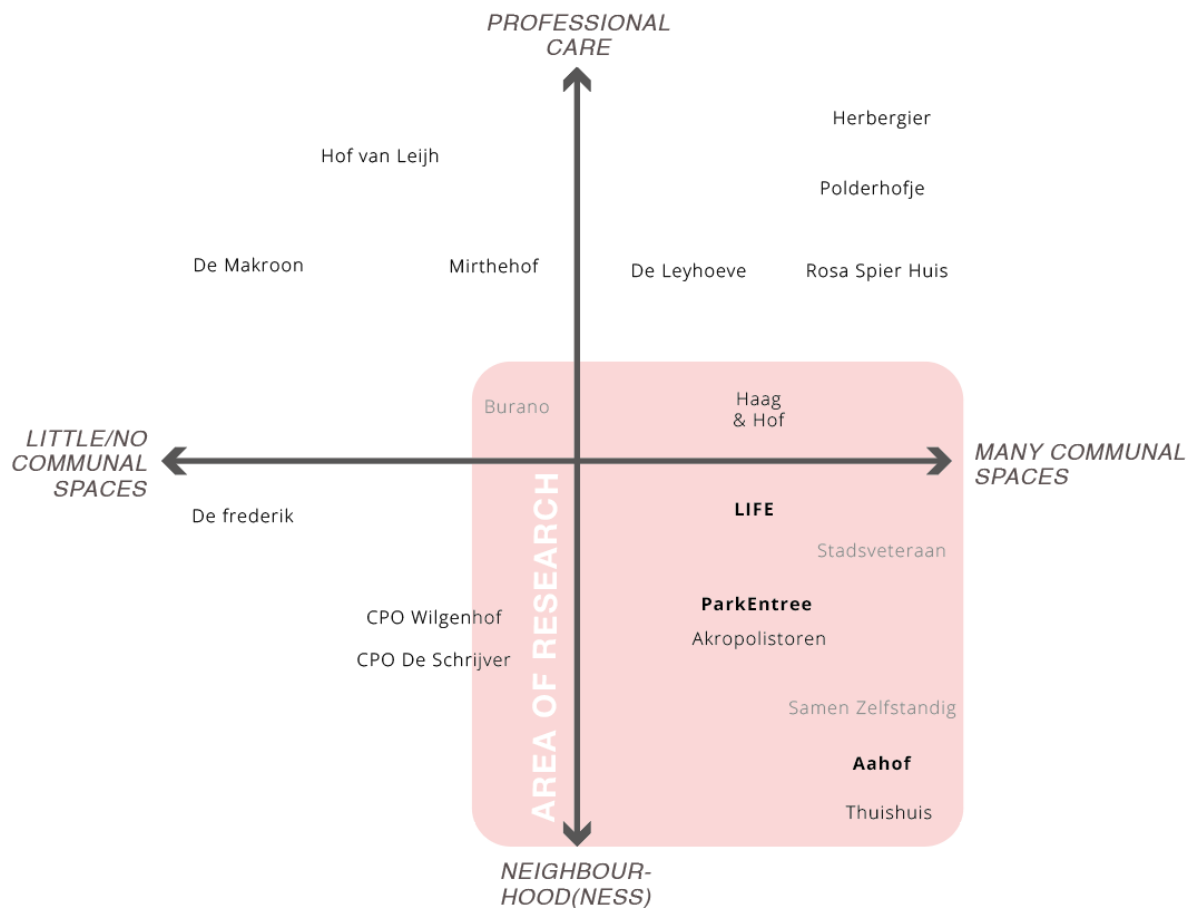 PROFESSIONAL
CARE
Herbergier
Hof van Leijh
Polderhofje
De Makroon
Mirthehof
De Leyhoeve
Rosa Spier Huis
Burano
Haag
& Hof
LITTLE/NO
COMMUNAL
SPACES
MANY COMMUNAL
SPACES
De frederik
LIFE
Stadsveteraan
AREA OF RESEARCH
ParkEntree
CPO Wilgenhof
Akropolistoren
CPO De Schrijver
Samen Zelfstandig
Aahof
Thuishuis
NEIGHBOUR-
HOOD(NESS)